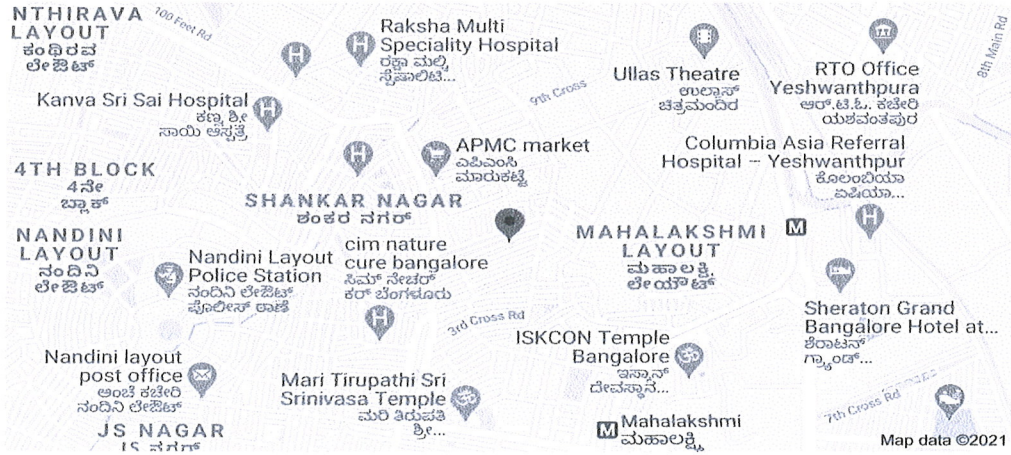 NTHIRAVA
LAYOUT
ಕಂಠಿರವ
ಲೇಔಟ್
100 Feet Rd
Raksha Multi
Speciality Hospital
ರಕ್ಷಾ ಮಲ್ಟಿ
ಸ್ಪೆಷಾಲಿಟಿ...
Ullas Theatre
ಉಲ್ಲಾಸ್
ಚಿತ್ರಮಂದಿರ
RTO Office
Yeshwanthpura
ಆರ್.ಟಿ.ಓ. ಕಚೇರಿ
ಯಶವಂತಪುರ
8th Main Rd
Kanva Sri Sai Hospital
ಕಣ್ವ ಶ್ರೀ
ಸಾಯಿ ಆಸ್ಪತ್ರೆ
9th Cross
APMC market
ಎಪಿಎಂಸಿ
ಮಾರುಕಟ್ಟೆ
Columbia Asia Referral
Hospital – Yeshwanthpur
ಕೊಲಂಬಿಯಾ
ಏಷಿಯಾ...
4TH BLOCK
4ನೇ
ಬ್ಲಾಕ್
SHANKAR NAGAR
ಶಂಕರ ನಗರ್
NANDINI
LAYOUT
ನಂದಿನಿ
ಲೇಔಟ್
Nandini Layout
Police Station
ನಂದಿನಿ ಲೇಔಟ್
ಪೊಲೀಸ್ ಠಾಣೆ
cim nature
cure bangalore
ಸಿಮ್ ನೇಚರ್
ಕರ್ ಬೆಂಗಳೂರು
MAHALAKSHMI
LAYOUT
ಮಹಾಲಕ್ಷ್ಮಿ
ಲೇಯೌಟ್
M
Sheraton Grand
Bangalore Hotel at...
ಶೆರಾಟನ್
ಗ್ರ್ಯಾಂಡ್...
3rd Cross Rd
ISKCON Temple
Bangalore
ಇಸ್ಕಾನ್
ದೇವಸ್ಥಾನ...
Nandini layout
post office
ಅಂಚೆ ಕಚೇರಿ
ನಂದಿನಿ ಲೇಔಟ್
Mari Tirupathi Sri
Srinivasa Temple
ಮರಿ ತಿರುಪತಿ
ಶ್ರೀ...
7th Cross Rd
JS NAGAR
JS ನಗರ್
M Mahalakshmi
ಮಹಾಲಕ್ಷ್ಮಿ
Map data ©2021